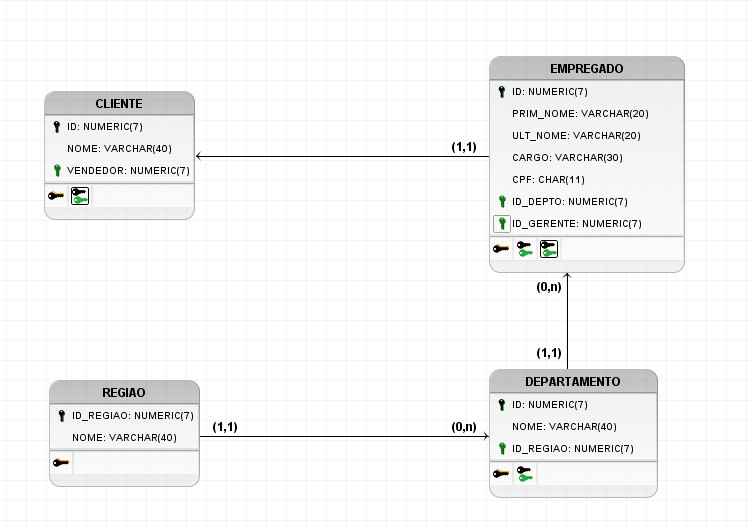 CLIENTE
ID: NUMERIC(7)
NOME: VARCHAR(40)
VENDEDOR: NUMERIC(7)
(1,1)
EMPREGADO
ID: NUMERIC(7)
PRIM_NOME: VARCHAR(20)
ULT_NOME: VARCHAR(20)
CARGO: VARCHAR(30)
CPF: CHAR(11)
ID_DEPTO: NUMERIC(7)
ID_GERENTE: NUMERIC(7)
(0,n)
(1,1)
REGIAO
ID_REGIAO: NUMERIC(7)
NOME: VARCHAR(40)
(1,1)
(0,n)
DEPARTAMENTO
ID: NUMERIC(7)
NOME: VARCHAR(40)
ID_REGIAO: NUMERIC(7)